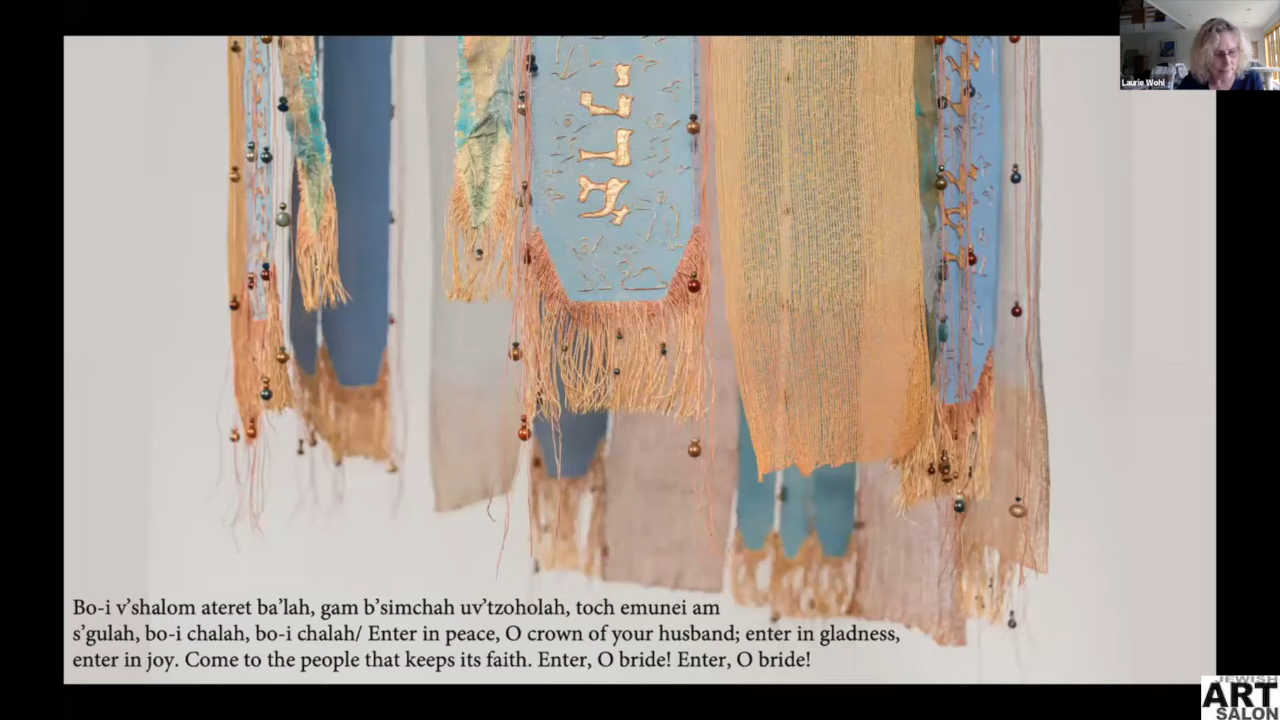 Laurie Wohl
Bo-i v’shalom ateret ba’lah, gam b’simchah uv’tzoholah, toch emunei am
s’gulah, bo-i chalah, bo-i chalah/ Enter in peace, O crown of your husband; enter in gladness,
enter in joy. Come to the people that keeps its faith. Enter, O bride! Enter, O bride!
JEWISH
ART
SALON